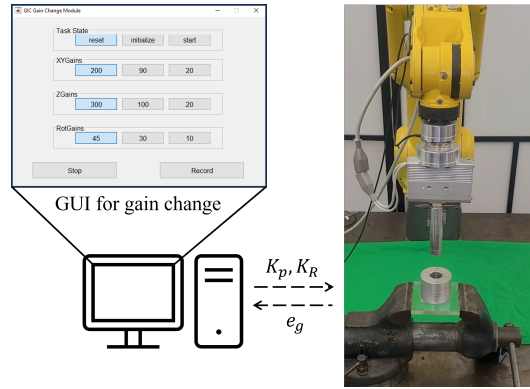 GIC Gain Change Module
Task State
reset initialize start
XYGains
200 90 20
ZGains
300 100 20
RotGains
45 30 10
Stop Record
GUI for gain change
K_p, K_R
e_g